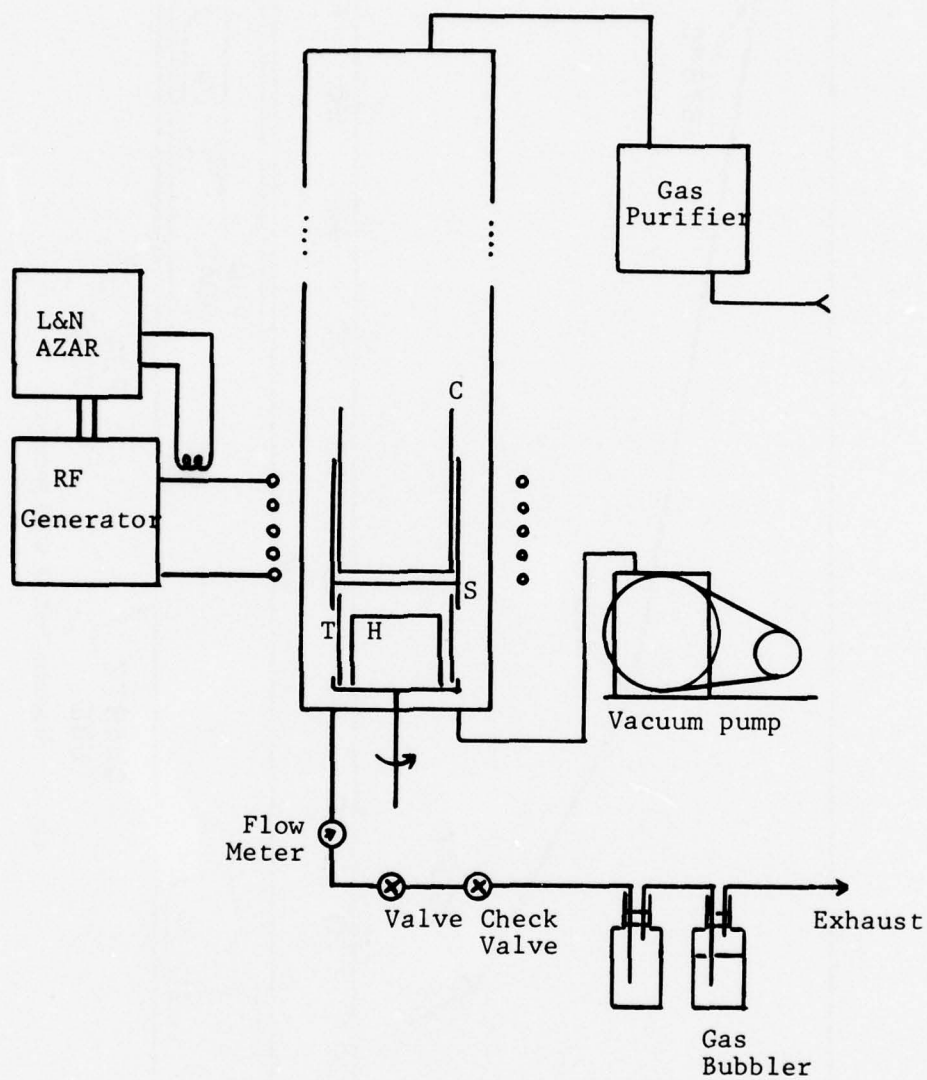 Gas
Purifier
L&N
AZAR
C
RF
Generator
S
T H
Vacuum pump
Flow
Meter
Valve Check
Valve
Exhaust
Gas
Bubbler